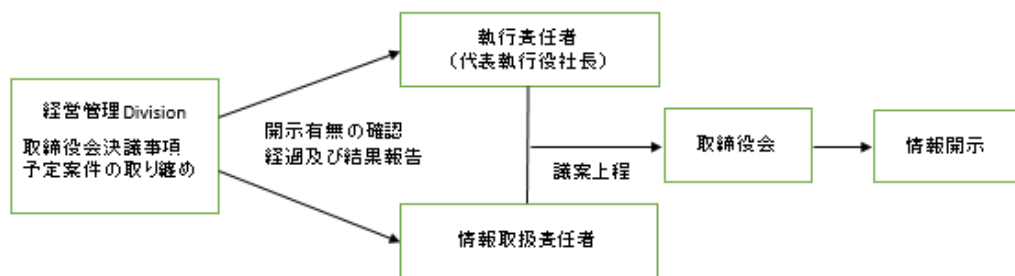 経営管理Division
取締役会決議事項
予定案件の取り継め
開示有無の確認
経過及び結果報告
執行責任者
（代表執行役社長）
情報取扱責任者
議案上程
取締役会
情報開示